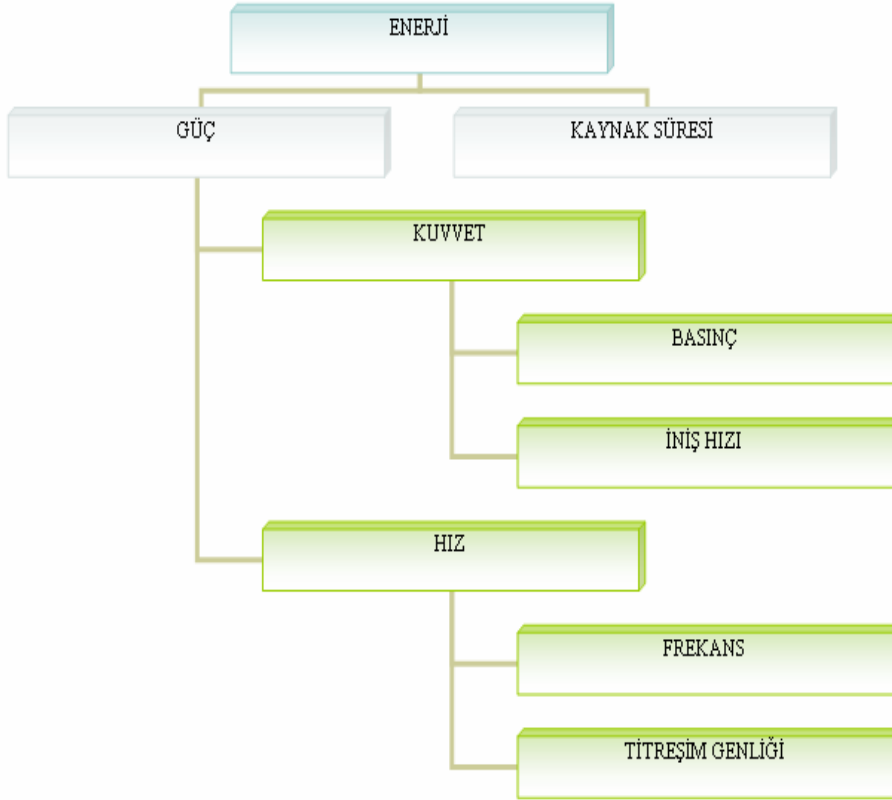 ENERJİ
GÜÇ
KAYNAK SÜRESİ
KUVVET
BASINÇ
İNİŞ HIZI
HIZ
FREKANS
TİTREŞİM GENLİĞİ